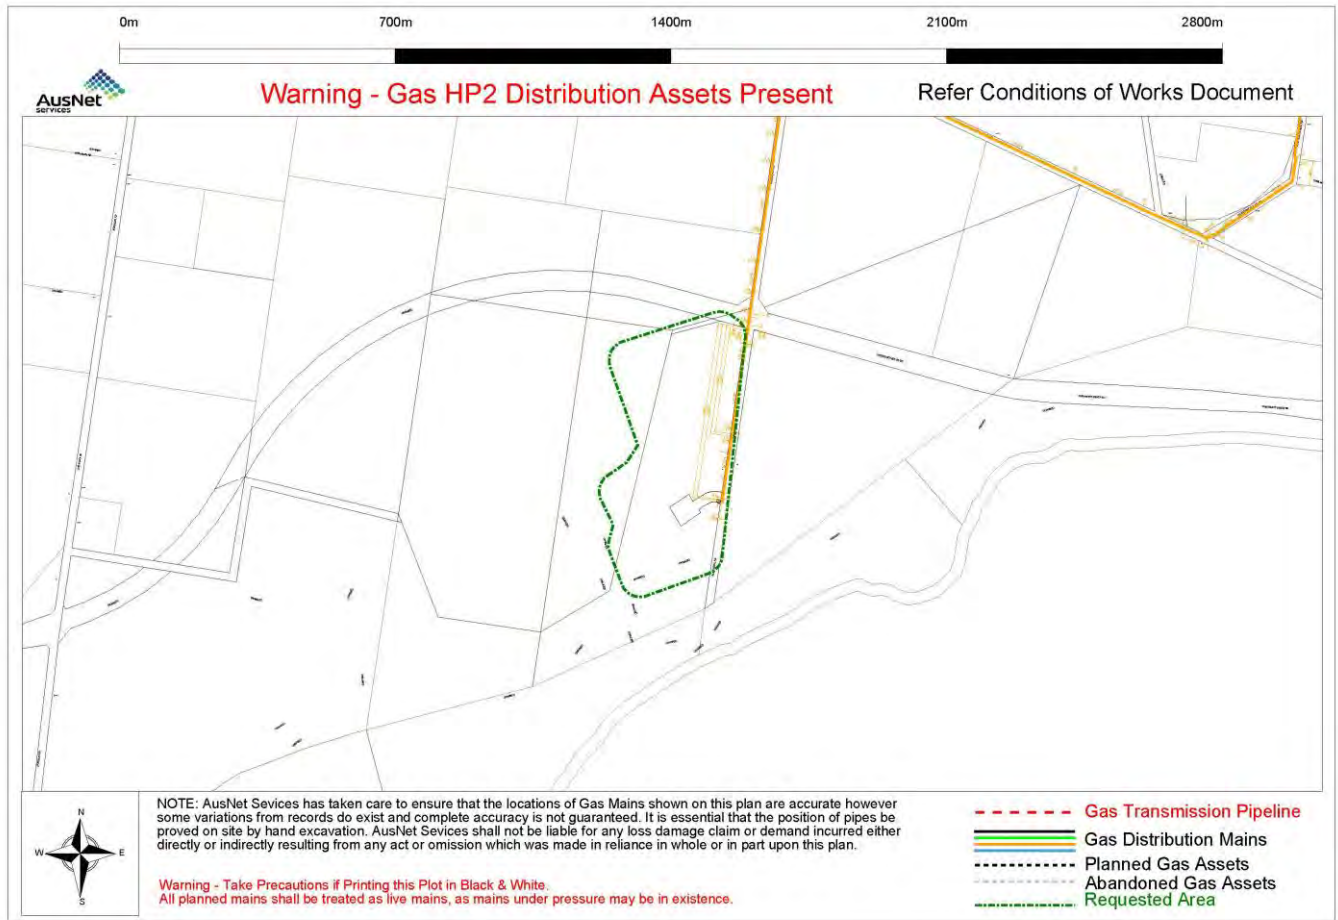 0m 700m 1400m 2100m 2800m
AusNet
services
Warning - Gas HP2 Distribution Assets Present
Refer Conditions of Works Document
N
W E
S
NOTE: AusNet Sevices has taken care to ensure that the locations of Gas Mains shown on this plan are accurate however
some variations from records do exist and complete accuracy is not guaranteed. It is essential that the position of pipes be
proved on site by hand excavation. AusNet Sevices shall not be liable for any loss damage claim or demand incurred either
directly or indirectly resulting from any act or omission which was made in reliance in whole or in part upon this plan.
Warning - Take Precautions if Printing this Plot in Black & White.
All planned mains shall be treated as live mains, as mains under pressure may be in existence.
Gas Transmission Pipeline
Gas Distribution Mains
Planned Gas Assets
Abandoned Gas Assets
Requested Area